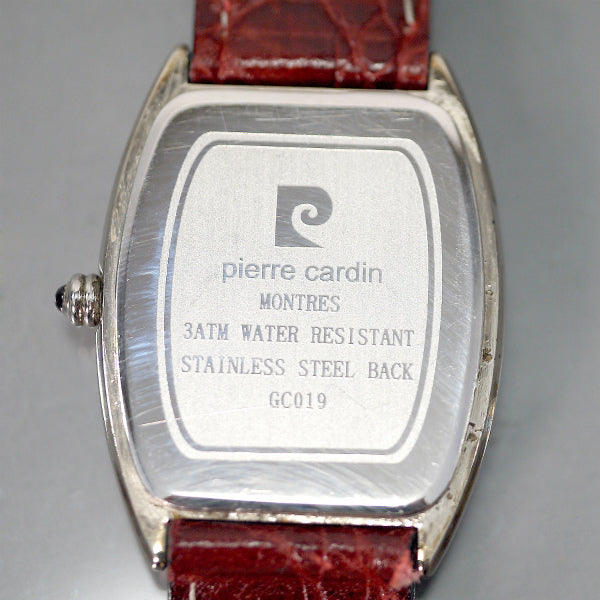 pierre cardin
MONTRES
3ATM WATER RESISTANT
STAINLESS STEEL BACK
GC019